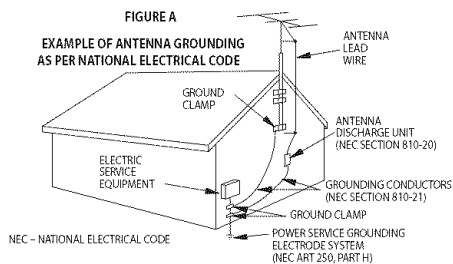 FIGURE A
EXAMPLE OF ANTENNA GROUNDING
AS PER NATIONAL ELECTRICAL CODE
ANTENNA
LEAD
WIRE
GROUND
CLAMP
ANTENNA
DISCHARGE UNIT
(NEC SECTION 810-20)
ELECTRIC
SERVICE
EQUIPMENT
GROUNDING CONDUCTORS
(NEC SECTION 810-21)
GROUND CLAMP
POWER SERVICE GROUNDING
ELECTRODE SYSTEM
(NEC ART 250, PART H)
NEC – NATIONAL ELECTRICAL CODE